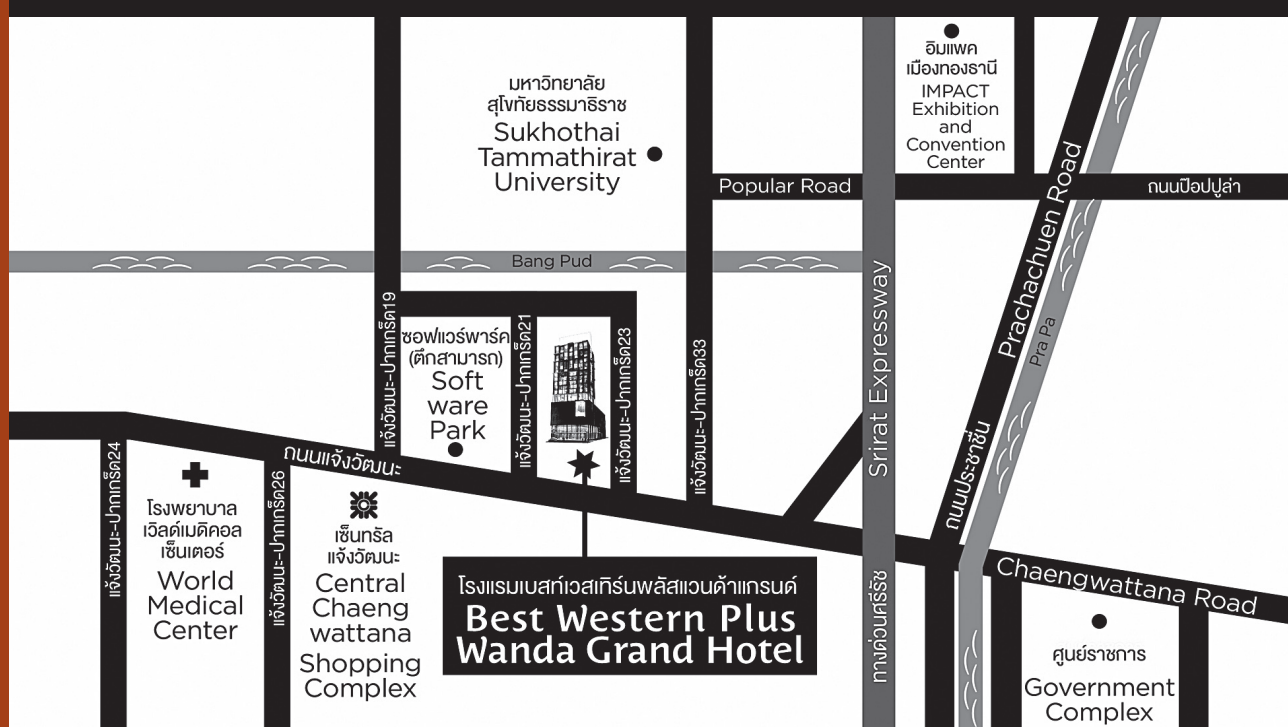 อิมแพค
เมืองทองธานี
IMPACT
Exhibition
and
Convention
Center
มหาวิทยาลัย
สุโขทัยธรรมาธิราช
Sukhothai
Tammathirat
University
Popular Road
ถนนป๊อปปูล่า
Prachachuen Road
ถนนประชาชื่น
Bang Pud
Pra Pa
Srirat Expressway
ทางด่วนศรีรัช
แจ้งวัฒนะ-ปากเกร็ด19
ซอฟแวร์พาร์ค
(ตึกสามารถ)
Soft
ware
Park
แจ้งวัฒนะ-ปากเกร็ด21
แจ้งวัฒนะ-ปากเกร็ด23
แจ้งวัฒนะ-ปากเกร็ด33
ถนนแจ้งวัฒนะ
แจ้งวัฒนะ-ปากเกร็ด24
โรงพยาบาล
เวิลด์เมดิคอล
เซ็นเตอร์
World
Medical
Center
แจ้งวัฒนะ-ปากเกร็ด26
เซ็นทรัล
แจ้งวัฒนะ
Central
Chaeng
wattana
Shopping
Complex
โรงแรมเบสท์เวสเทิร์นพลัสแวนด้าแกรนด์
Best Western Plus
Wanda Grand Hotel
Chaengwattana Road
ศูนย์ราชการ
Government
Complex